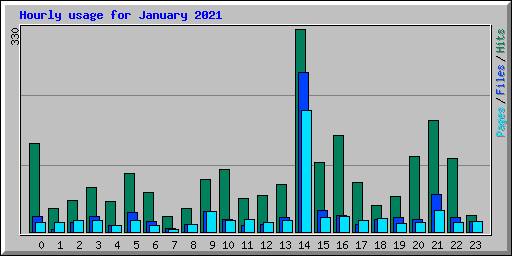 Hourly usage for January 2021
330
Pages/Files/Hits
0 1 2 3 4 5 6 7 8 9 10 11 12 13 14 15 16 17 18 19 20 21 22 23